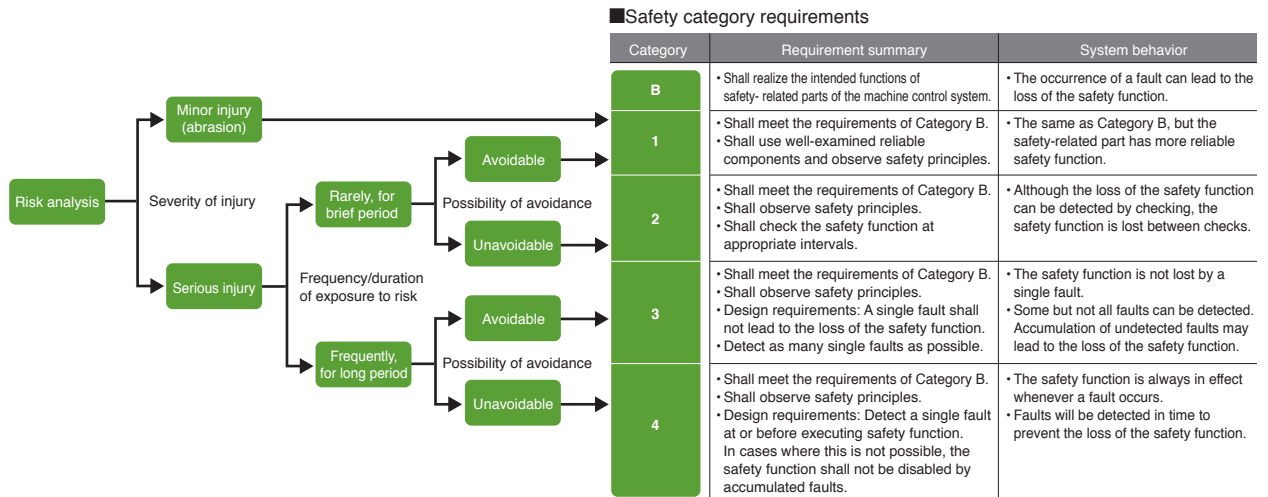 ■Safety category requirements
Category
Requirement summary
System behavior
B
• Shall realize the intended functions of
safety- related parts of the machine control system.
• The occurrence of a fault can lead to the
loss of the safety function.
1
• Shall meet the requirements of Category B.
• Shall use well-examined reliable
components and observe safety principles.
• The same as Category B, but the
safety-related part has more reliable
safety function.
2
• Shall meet the requirements of Category B.
• Shall observe safety principles.
• Shall check the safety function at
appropriate intervals.
• Although the loss of the safety function
can be detected by checking, the
safety function is lost between checks.
3
• Shall meet the requirements of Category B.
• Shall observe safety principles.
• Design requirements: A single fault shall
not lead to the loss of the safety function.
• Detect as many single faults as possible.
• The safety function is not lost by a
single fault.
• Some but not all faults can be detected.
Accumulation of undetected faults may
lead to the loss of the safety function.
4
• Shall meet the requirements of Category B.
• Shall observe safety principles.
• Design requirements: Detect a single fault
at or before executing safety function.
In cases where this is not possible, the
safety function shall not be disabled by
accumulated faults.
• The safety function is always in effect
whenever a fault occurs.
• Faults will be detected in time to
prevent the loss of the safety function.
Risk analysis
Severity of injury
Minor injury
(abrasion)
Serious injury
Frequency/duration
of exposure to risk
Rarely, for
brief period
Possibility of avoidance
Avoidable
Unavoidable
Frequently,
for long period
Possibility of avoidance
Avoidable
Unavoidable